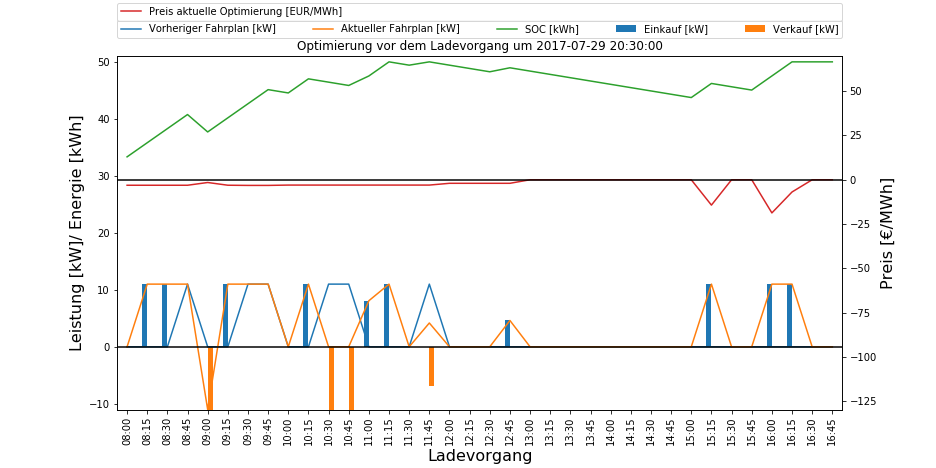 Preis aktuelle Optimierung [EUR/MWh]
Vorheriger Fahrplan [kW] Aktueller Fahrplan [kW] SOC [kWh] Einkauf [kW] Verkauf [kW]
Optimierung vor dem Ladevorgang um 2017-07-29 20:30:00
Leistung [kW]/ Energie [kWh]
50
40
30
20
10
0
−10
50
25
0
−25
−50
−75
−100
−125
Preis [€/MWh]
08:00 08:15 08:30 08:45 09:00 09:15 09:30 09:45 10:00 10:15 10:30 10:45 11:00 11:15 11:30 11:45 12:00 12:15 12:30 12:45 13:00 13:15 13:30 13:45 14:00 14:15 14:30 14:45 15:00 15:15 15:30 15:45 16:00 16:15 16:30 16:45
Ladevorgang